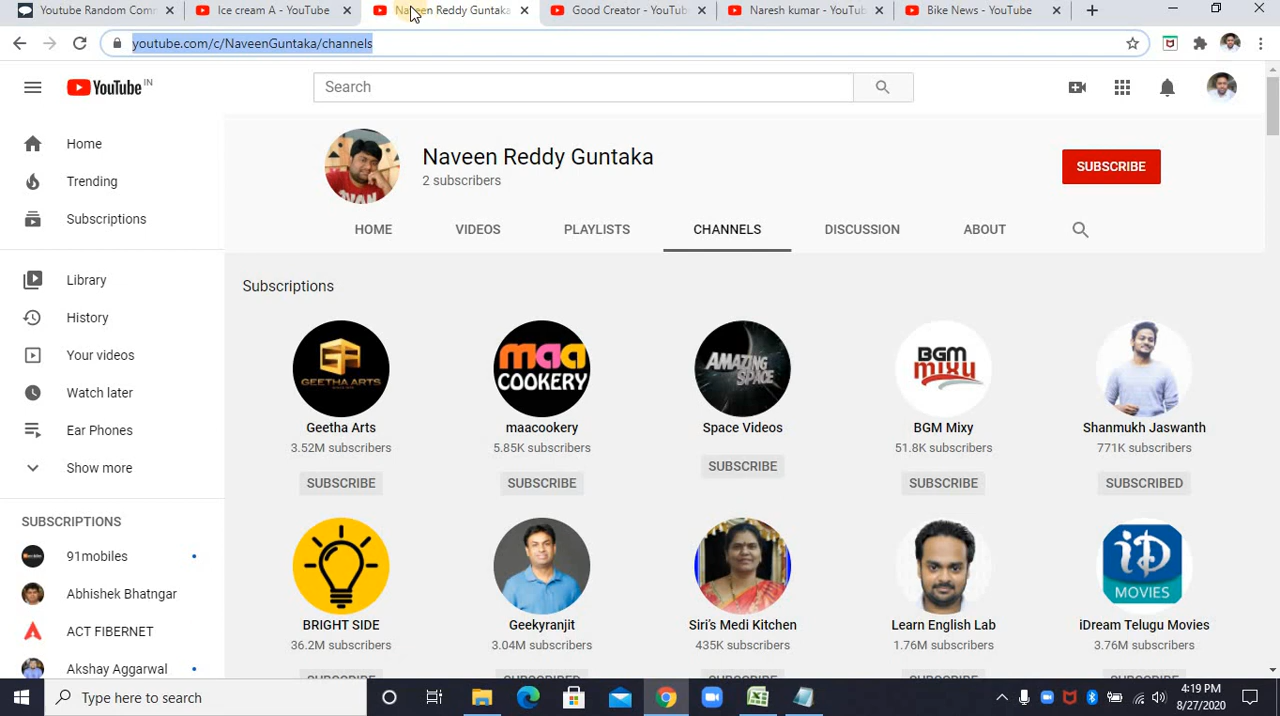 YouTube Random Comm
Ice cream A - YouTube
Naveen Reddy Guntaka
Good Creator - YouTub
Naresh kumar - YouTub
Bike News - YouTube
youtube.com/c/NaveenGuntaka/channels
YouTube IN
Search
Naveen Reddy Guntaka
2 subscribers
SUBSCRIBE
HOME VIDEOS PLAYLISTS CHANNELS DISCUSSION ABOUT
Home
Trending
Subscriptions
Library
History
Your videos
Watch later
Ear Phones
Show more
SUBSCRIPTIONS
91mobiles
Abhishek Bhatngar
ACT FIBERNET
Akshay Aggarwal
Subscriptions
GEETHA ARTS
maa COOKERY
AMAZING SPACE
BGM MIXY
Geetha Arts maacookery Space Videos BGM Mixy Shanmukh Jaswanth
3.52M subscribers 5.85K subscribers 51.8K subscribers 771K subscribers
SUBSCRIBE SUBSCRIBE SUBSCRIBE SUBSCRIBE SUBSCRIBED
iD MOVIES
BRIGHT SIDE Geekyranjit Siri's Medi Kitchen Learn English Lab iDream Telugu Movies
36.2M subscribers 3.04M subscribers 435K subscribers 1.76M subscribers 3.76M subscribers
Type here to search
4:19 PM
8/27/2020